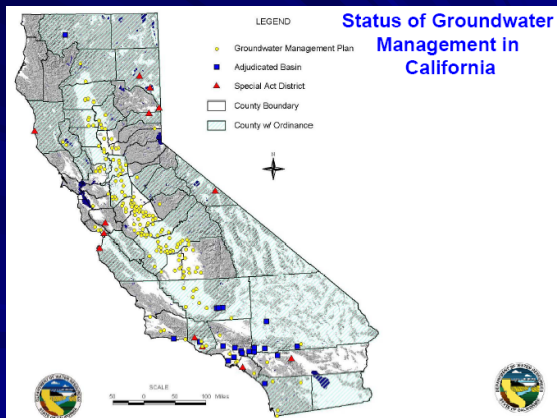 Status of Groundwater
Management in
California
LEGEND
Groundwater Management Plan
Adjudicated Basin
Special Act District
County Boundary
County w/ Ordinance
N
SCALE
50 0 50 100 Miles